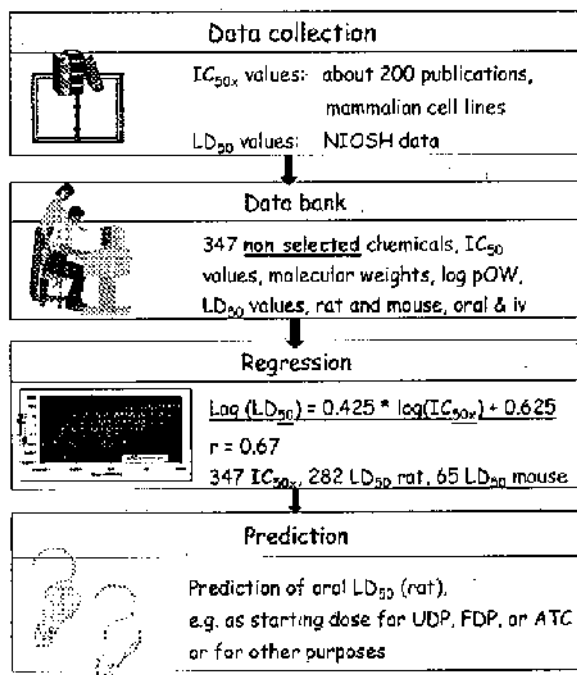 Data collection
IC50x values: about 200 publications,
mammalian cell lines
LD50 values: NIOSH data
Data bank
347 non selected chemicals, IC50
values, molecular weights, log pOW,
LD50 values, rat and mouse, oral & iv
Regression
Log (LD50) = 0.425 * log(IC50x) + 0.625
r = 0.67
347 IC50x, 282 LD50 rat, 65 LD50 mouse
Prediction
Prediction of oral LD50 (rat),
e.g. as starting dose for UDP, FDP, or ATC
or for other purposes